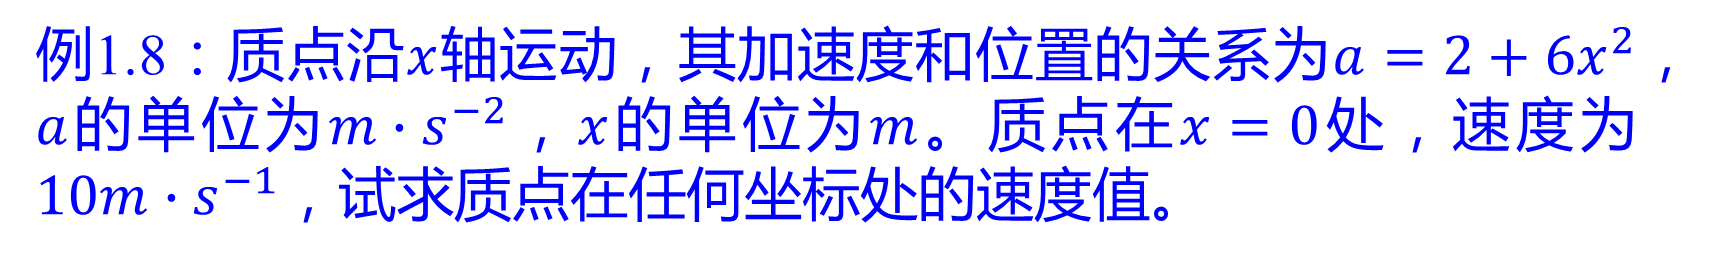 例1.8：质点沿x轴运动，其加速度和位置的关系为a = 2 + 6x²，
a的单位为m·s⁻²，x的单位为m。质点在x = 0处，速度为
10m·s⁻¹，试求质点在任何坐标处的速度值。